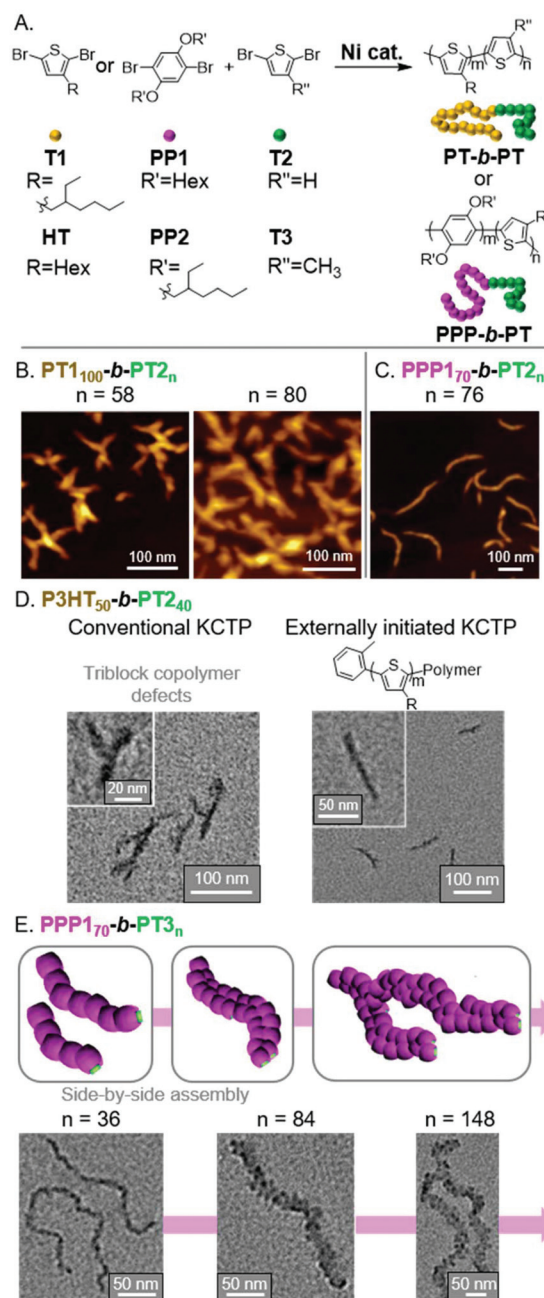 A.
OR'
R"
Br S Br or Br Br + Br S Br Ni cat. S m S n
R OR' R" R
T1 PP1 T2
R= R'=Hex R"=H
PT-b-PT
or
HT PP2 T3
R=Hex R'= R"=CH3
OR'
R"
m S n
R'O
PPP-b-PT
B. PT1100-b-PT2n
C. PPP170-b-PT2n
n = 58 n = 80 n = 76
100 nm 100 nm 100 nm
D. P3HT50-b-PT240
Conventional KCTP Externally initiated KCTP
Triblock copolymer
defects
S m Polymer
R
20 nm 50 nm
100 nm 100 nm
E. PPP170-b-PT3n
Side-by-side assembly
n = 36 n = 84 n = 148
50 nm 50 nm 50 nm